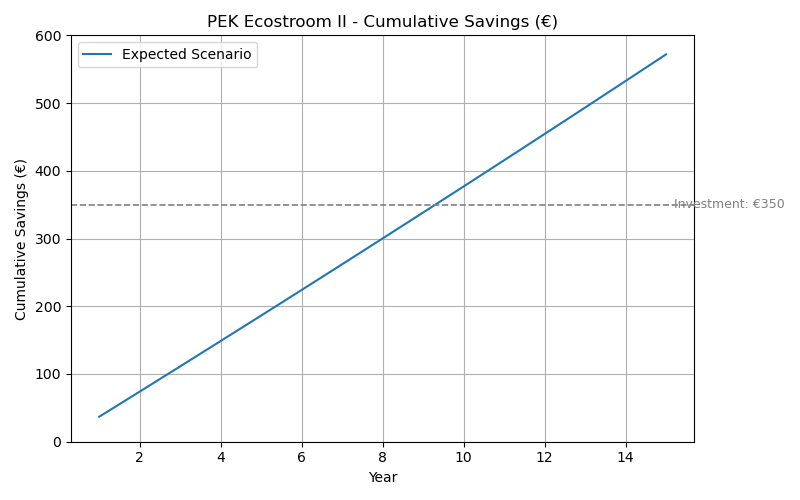 PEK Ecostroom II - Cumulative Savings (€)
Expected Scenario
600
500
400
300
200
100
0
Cumulative Savings (€)
Investment: €350
2 4 6 8 10 12 14
Year